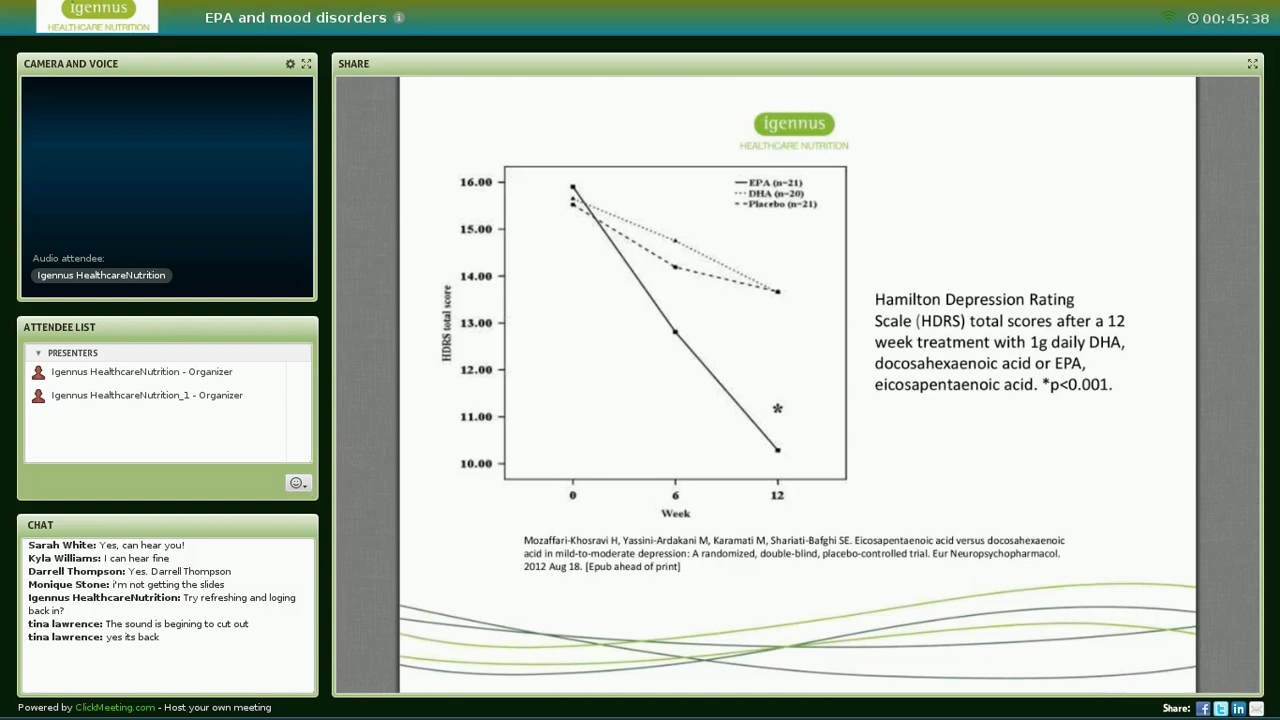 igennus
HEALTHCARE NUTRITION
EPA and mood disorders
00:45:38
CAMERA AND VOICE
Audio attendee:
Igennus HealthcareNutrition
ATTENDEE LIST
PRESENTERS
Igennus HealthcareNutrition - Organizer
Igennus HealthcareNutrition_1 - Organizer
CHAT
Sarah White: Yes, can hear you!
Kyla Williams: I can hear fine
Darrell Thompson: Yes. Darrell Thompson
Monique Stone: i'm not getting the slides
Igennus HealthcareNutrition: Try refreshing and loging
back in?
tina lawrence: The sound is begining to cut out
tina lawrence: yes its back
SHARE
igennus
HEALTHCARE NUTRITION
16.00
15.00
14.00
13.00
12.00
11.00
10.00
HDRS total score
EPA (n=21)
DHA (n=20)
Placebo (n=21)
*
0 6 12
Week
Hamilton Depression Rating
Scale (HDRS) total scores after a 12
week treatment with 1g daily DHA,
docosahexaenoic acid or EPA,
eicosapentaenoic acid. *p<0.001.
Mozaffari-Khosravi H, Yassini-Ardakani M, Karamati M, Shariati-Bafghi SE. Eicosapentaenoic acid versus docosahexaenoic
acid in mild-to-moderate depression: A randomized, double-blind, placebo-controlled trial. Eur Neuropsychopharmacol.
2012 Aug 18. [Epub ahead of print]
Powered by ClickMeeting.com - Host your own meeting
Share: